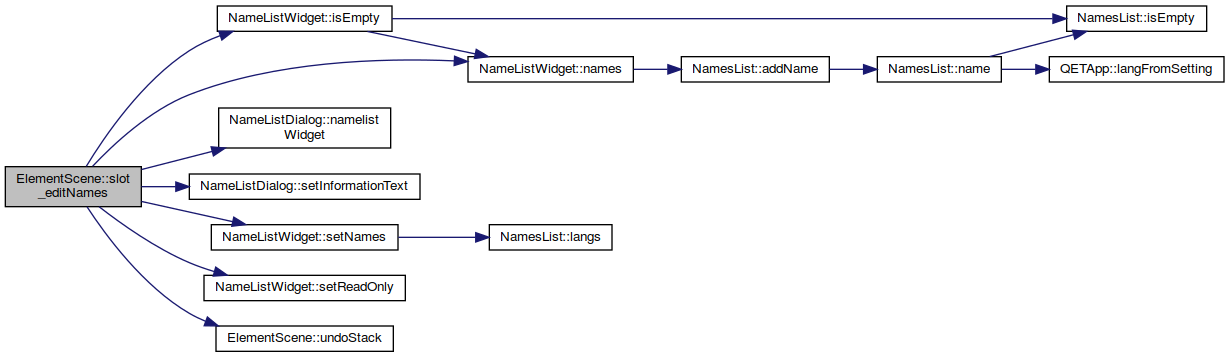 NameListWidget::isEmpty
NamesList::isEmpty
NameListWidget::names
NamesList::addName
NamesList::name
QETApp::langFromSetting
NameListDialog::namelist
Widget
ElementScene::slot
_editNames
NameListDialog::setInformationText
NameListWidget::setNames
NamesList::langs
NameListWidget::setReadOnly
ElementScene::undoStack